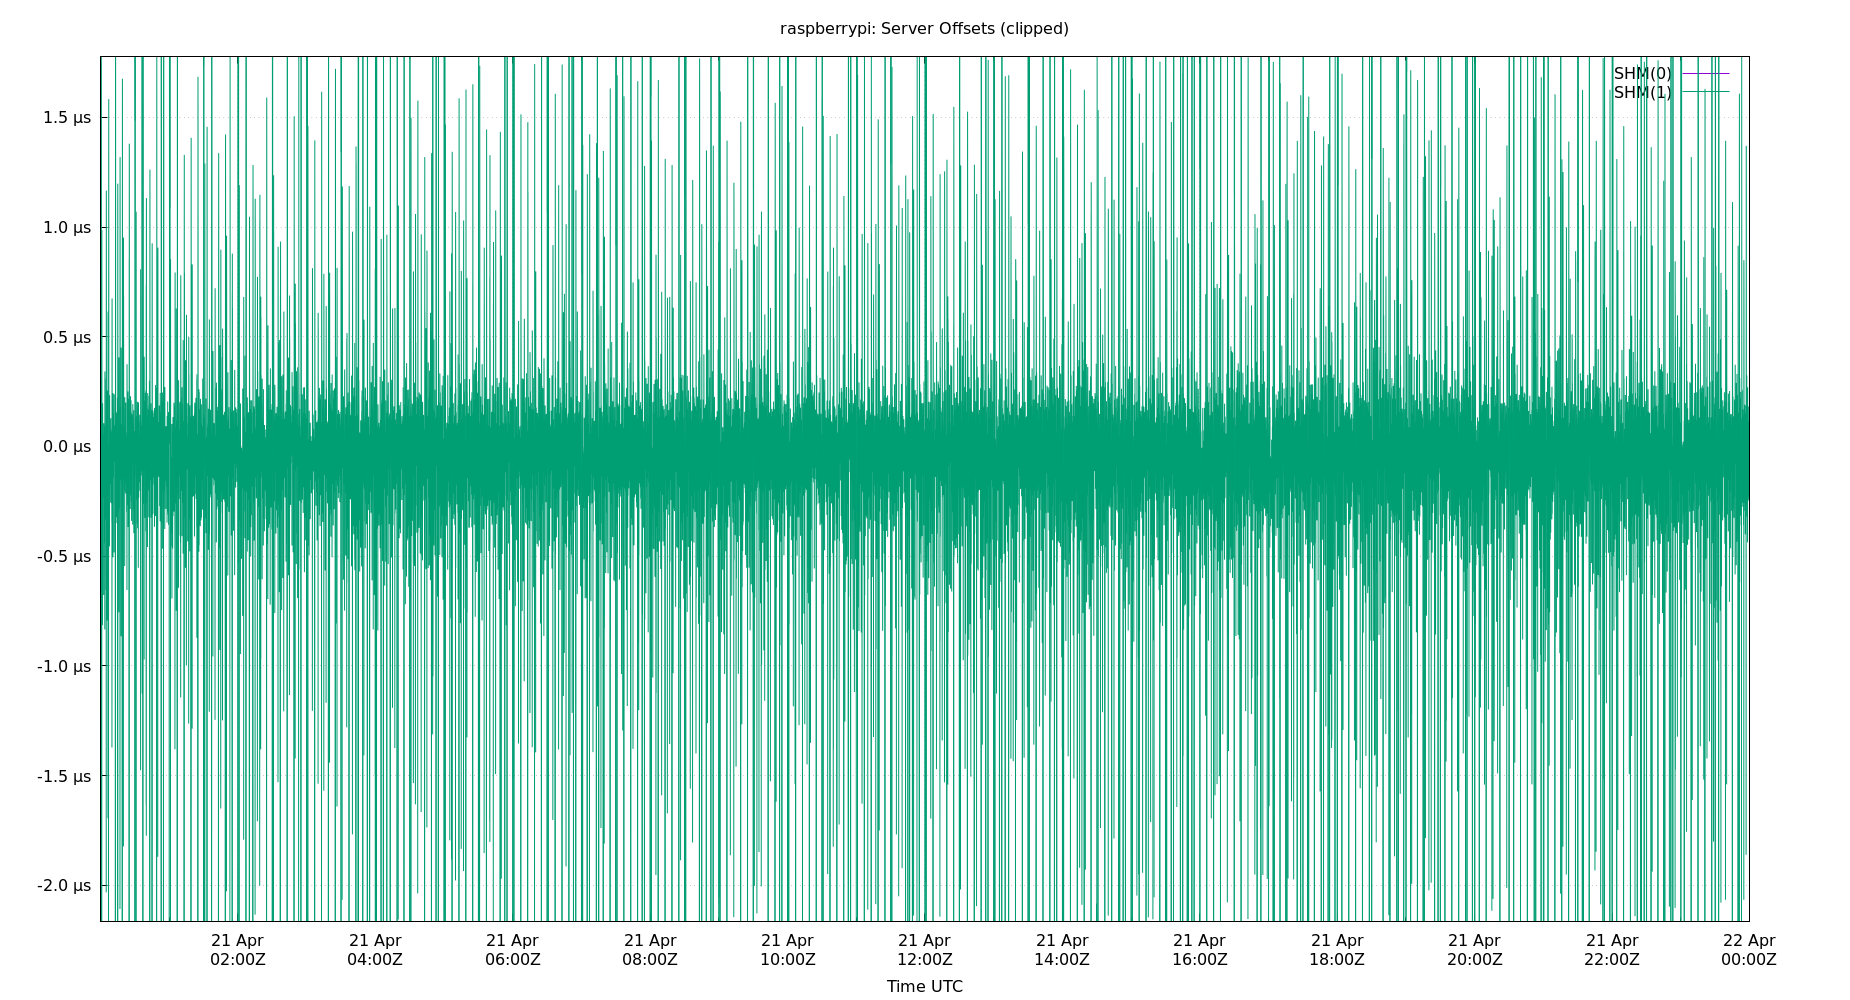 raspberrypi: Server Offsets (clipped)
SHM(0)
SHM(1)
1.5 µs
1.0 µs
0.5 µs
0.0 µs
-0.5 µs
-1.0 µs
-1.5 µs
-2.0 µs
21 Apr 21 Apr 21 Apr 21 Apr 21 Apr 21 Apr 21 Apr 21 Apr 21 Apr 21 Apr 21 Apr 22 Apr
02:00Z 04:00Z 06:00Z 08:00Z 10:00Z 12:00Z 14:00Z 16:00Z 18:00Z 20:00Z 22:00Z 00:00Z
Time UTC